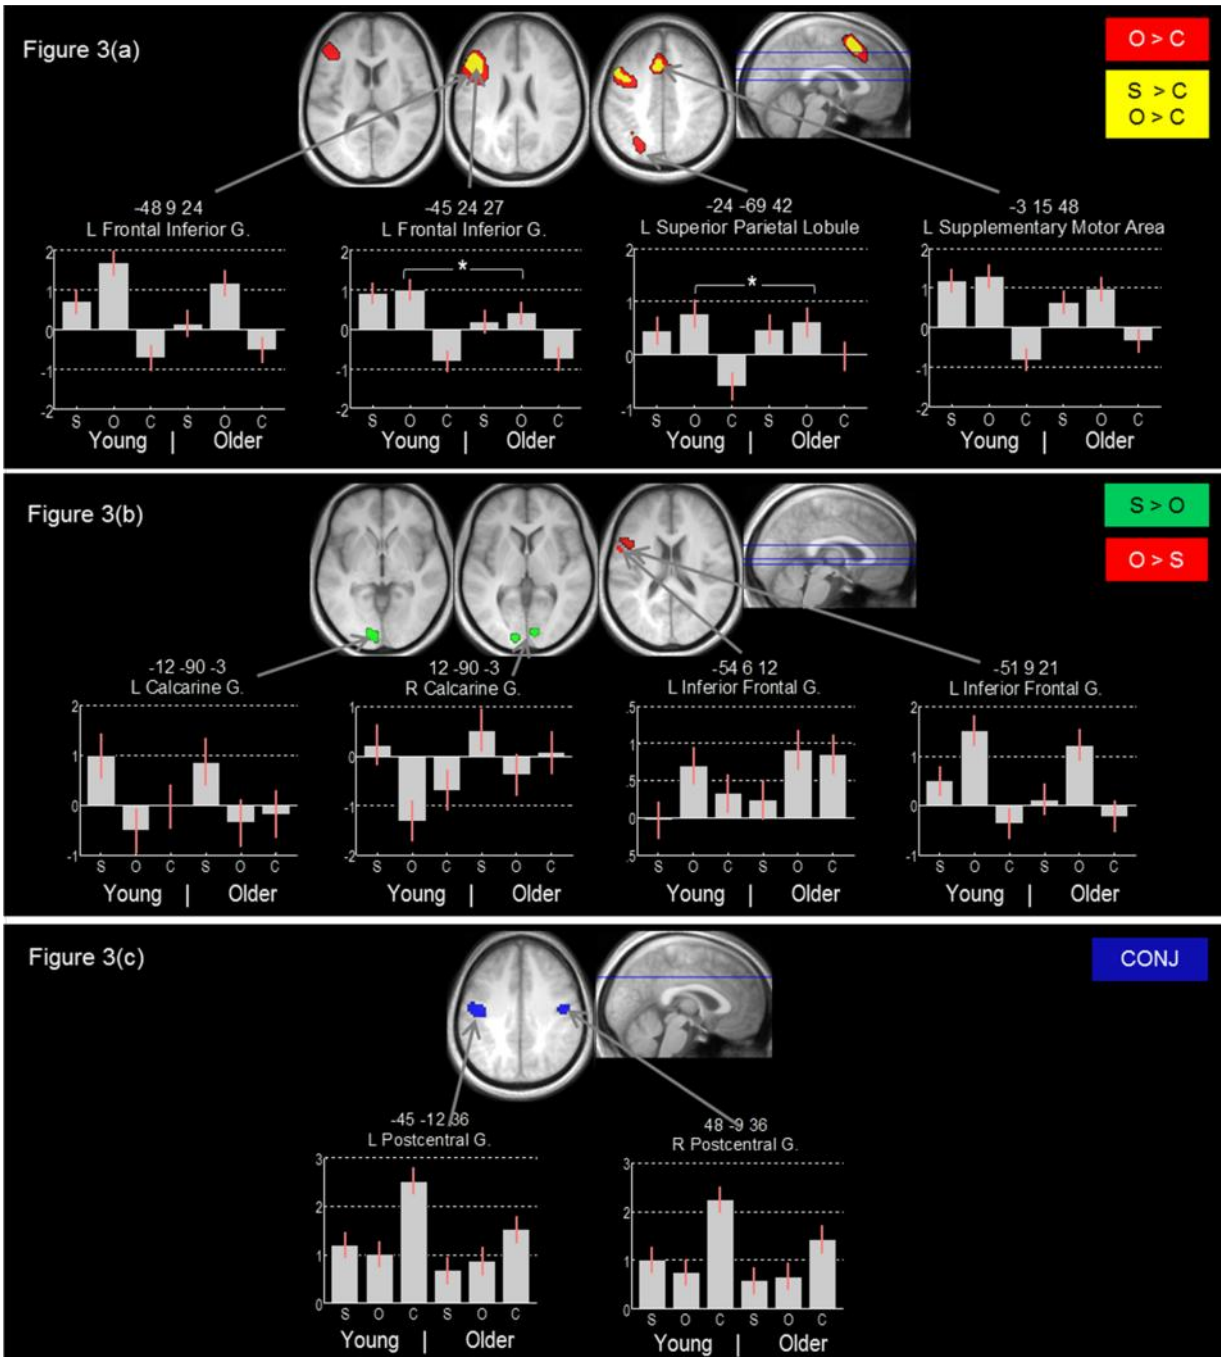 Figure 3(a)
O > C
S > C
O > C
-48 9 24
L Frontal Inferior G.
2
1
0
-1
-2
S O C S O C
Young | Older
-45 24 27
L Frontal Inferior G.
*
2
1
0
-1
2
S O C S O C
Young | Older
-24 -69 42
L Superior Parietal Lobule
*
2
1
0
-1
S O C S O C
Young | Older
-3 15 48
L Supplementary Motor Area
2
1
0
-1
2
S O C S O C
Young | Older
Figure 3(b)
S > O
O > S
-12 -90 -3
L Calcarine G.
2
1
0
-1
S O C S O C
Young | Older
12 -90 -3
R Calcarine G.
1
0
-1
-2
S O C S O C
Young | Older
-54 6 12
L Inferior Frontal G.
.5
1
.5
0
.5
S O C S O C
Young | Older
-51 9 21
L Inferior Frontal G.
2
1
0
-1
S O C S O C
Young | Older
Figure 3(c)
CONJ
-45 -12 36
L Postcentral G.
3
2
1
0
S O C S O C
Young | Older
48 -9 36
R Postcentral G.
3
2
1
0
S O C S O C
Young | Older